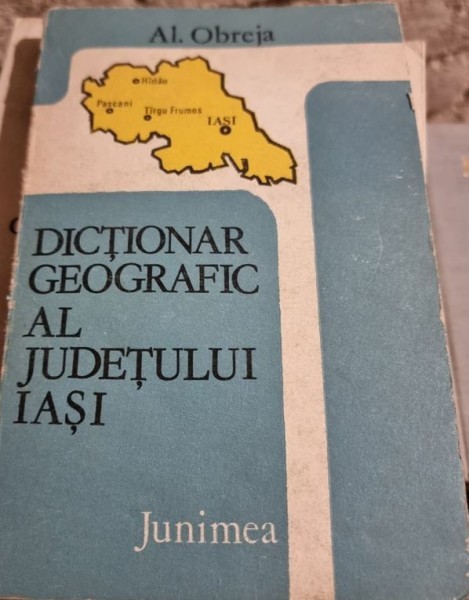 Al. Obreja
Hîrlău
Pașcani
Tîrgu Frumos
IAȘI
DICȚIONAR
GEOGRAFIC
AL
JUDEȚULUI
IAȘI
Junimea